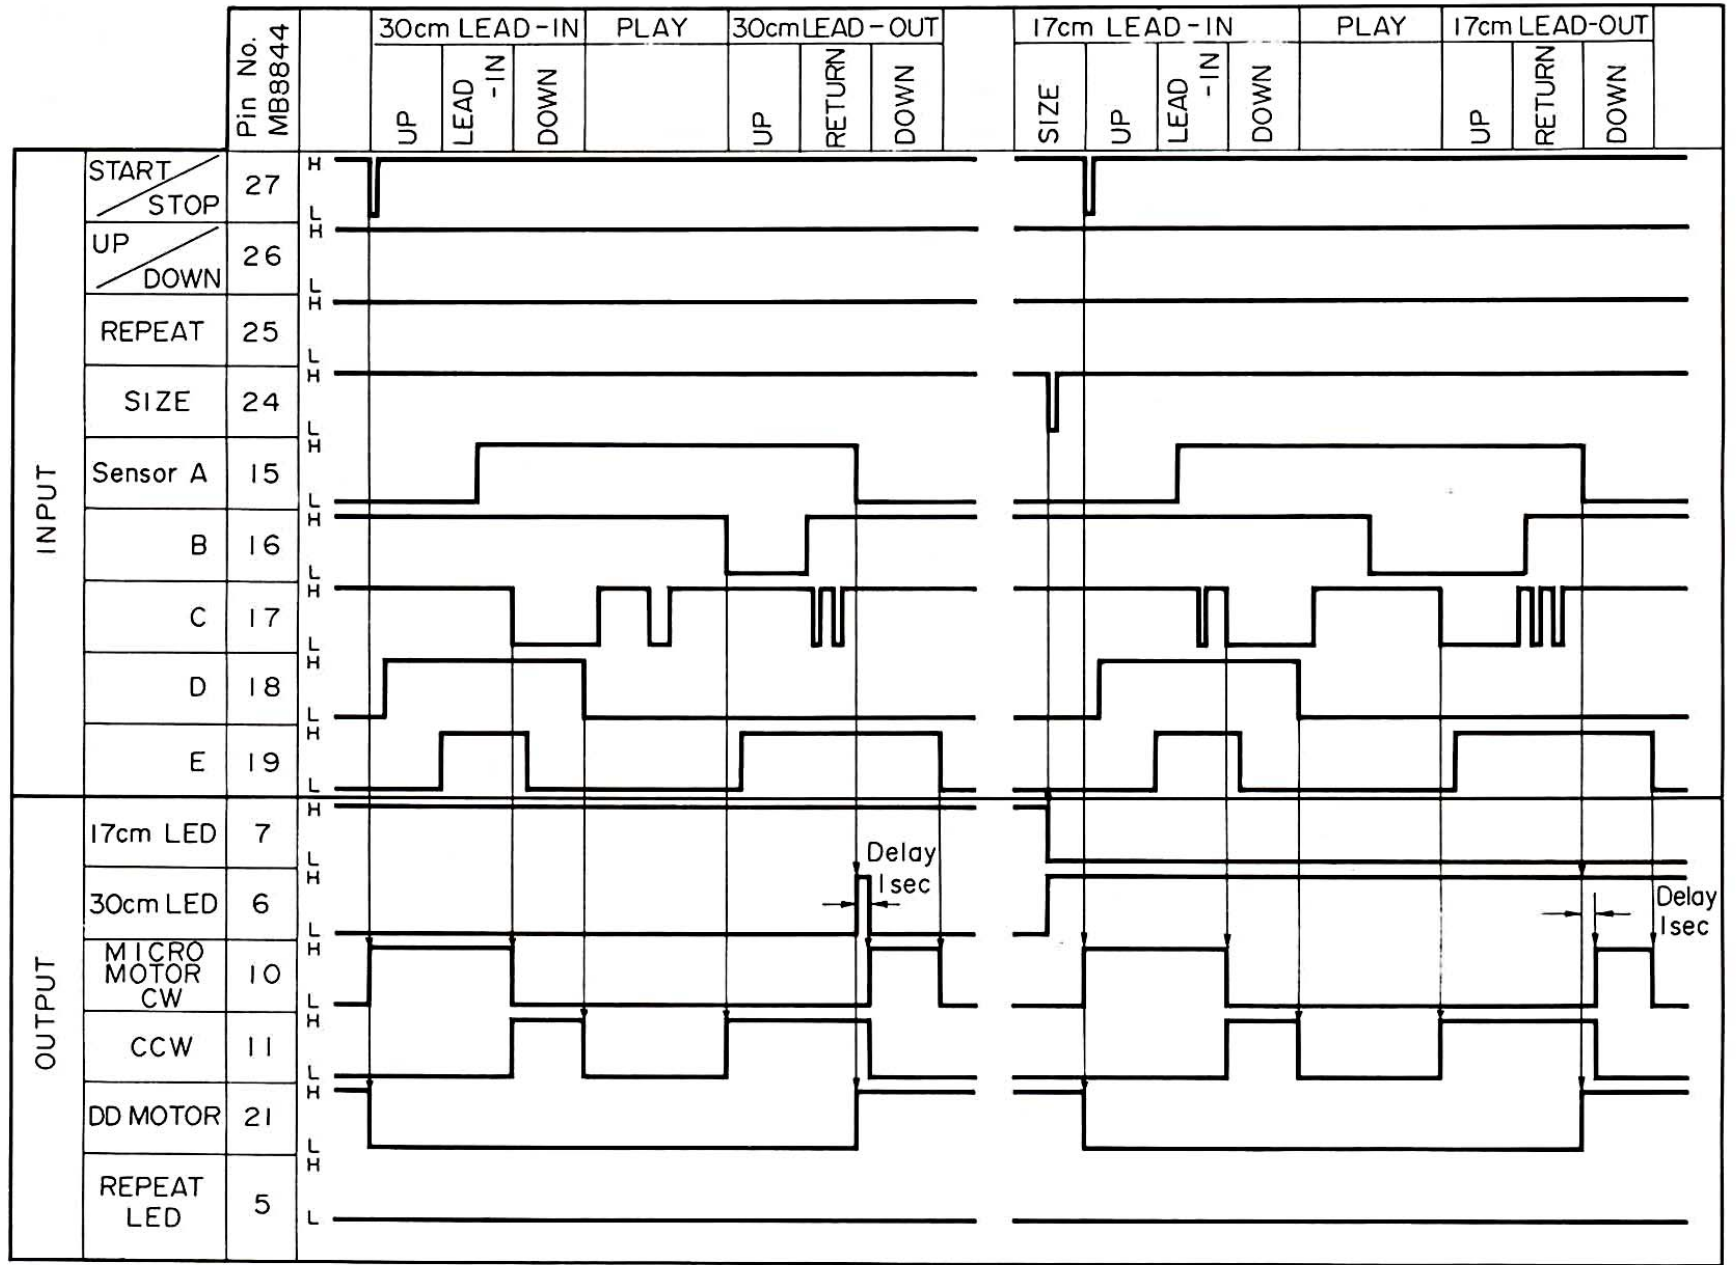 Pin No.
MB8844
30cm LEAD-IN
PLAY
30cm LEAD-OUT
17cm LEAD-IN
PLAY
17cm LEAD-OUT
UP
LEAD
-IN
DOWN
UP
RETURN
DOWN
SIZE
UP
LEAD
-IN
DOWN
UP
RETURN
DOWN
INPUT
START
/STOP
27
H
L
UP
/DOWN
26
H
L
REPEAT
25
H
L
SIZE
24
H
L
Sensor A
15
H
L
B
16
H
L
C
17
H
L
D
18
H
L
E
19
H
L
OUTPUT
17cm LED
7
H
L
30cm LED
6
H
L
Delay
1sec
Delay
1sec
MICRO
MOTOR
CW
10
H
L
CCW
11
H
L
DD MOTOR
21
H
L
REPEAT
LED
5
H
L